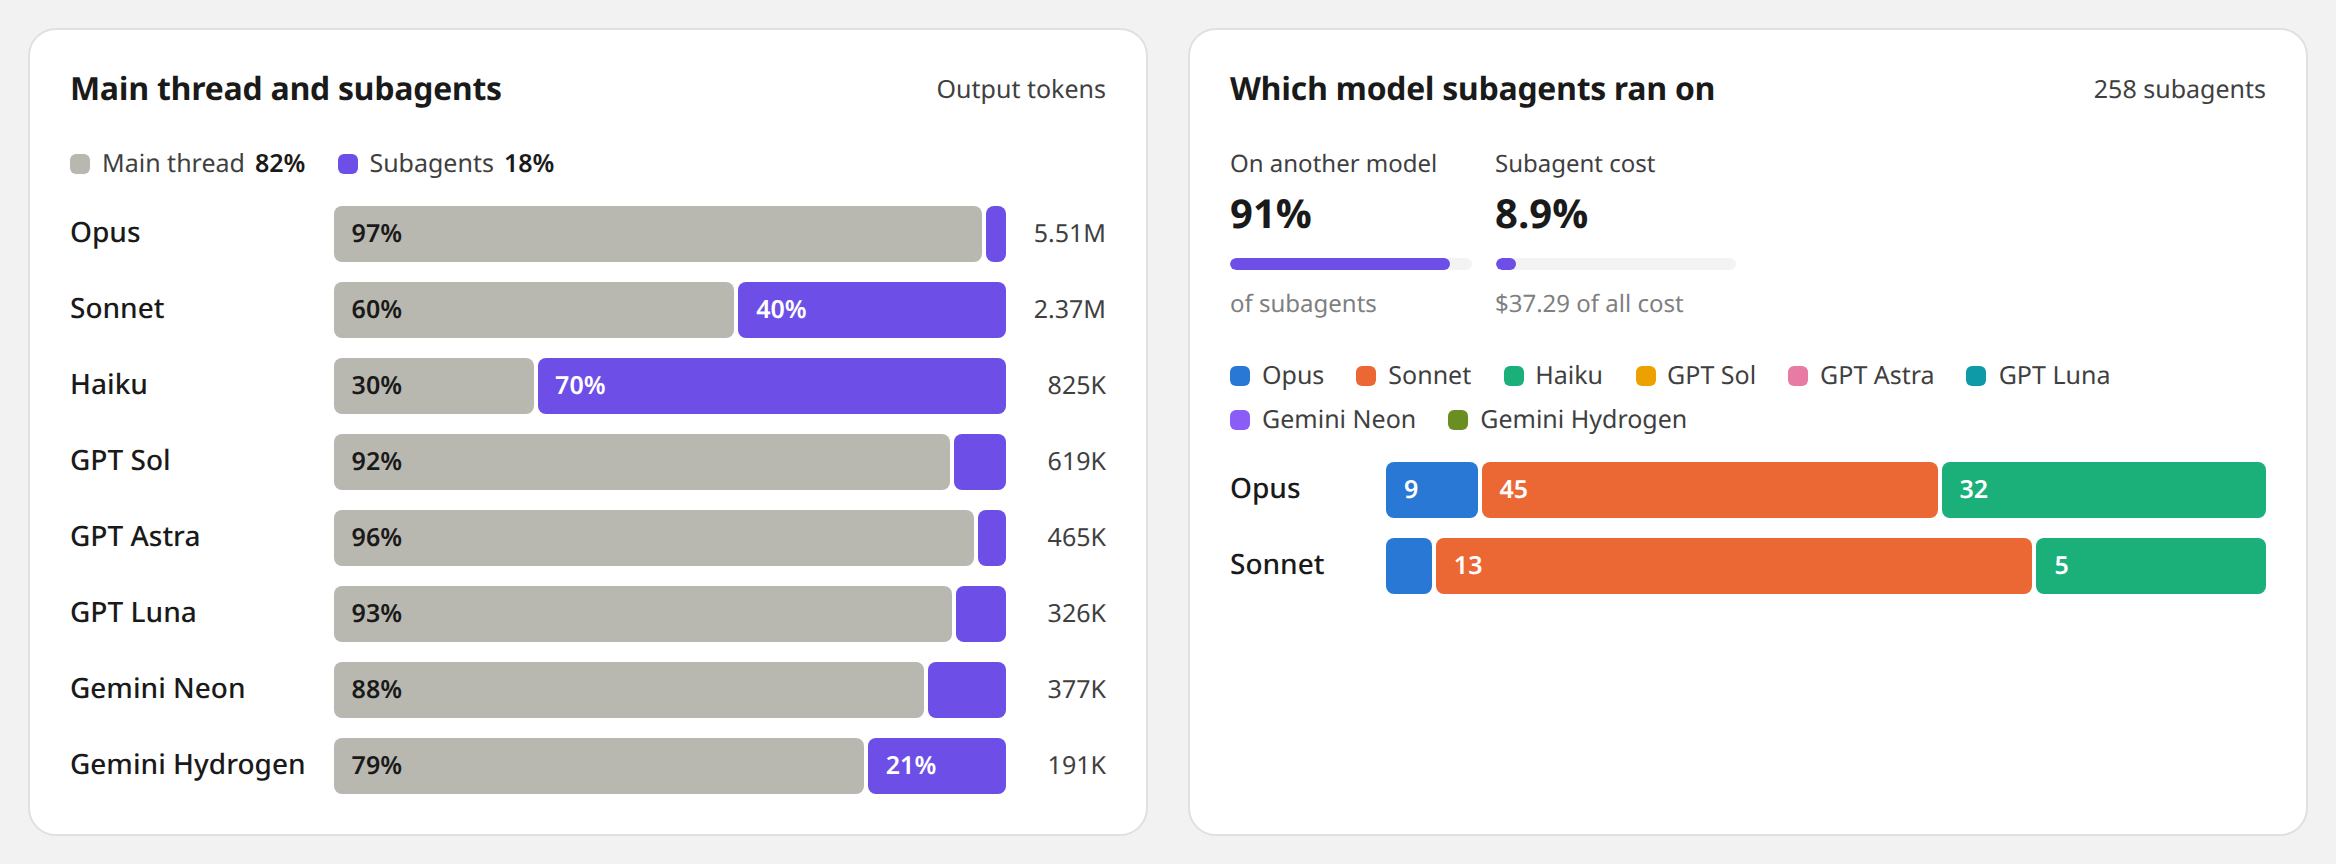 Main thread and subagents
Output tokens
Main thread 82% Subagents 18%
Opus 97% 5.51M
Sonnet 60% 40% 2.37M
Haiku 30% 70% 825K
GPT Sol 92% 619K
GPT Astra 96% 465K
GPT Luna 93% 326K
Gemini Neon 88% 377K
Gemini Hydrogen 79% 21% 191K
Which model subagents ran on
258 subagents
On another model
91%
of subagents
Subagent cost
8.9%
$37.29 of all cost
Opus Sonnet Haiku GPT Sol GPT Astra GPT Luna
Gemini Neon Gemini Hydrogen
Opus 9 45 32
Sonnet 13 5